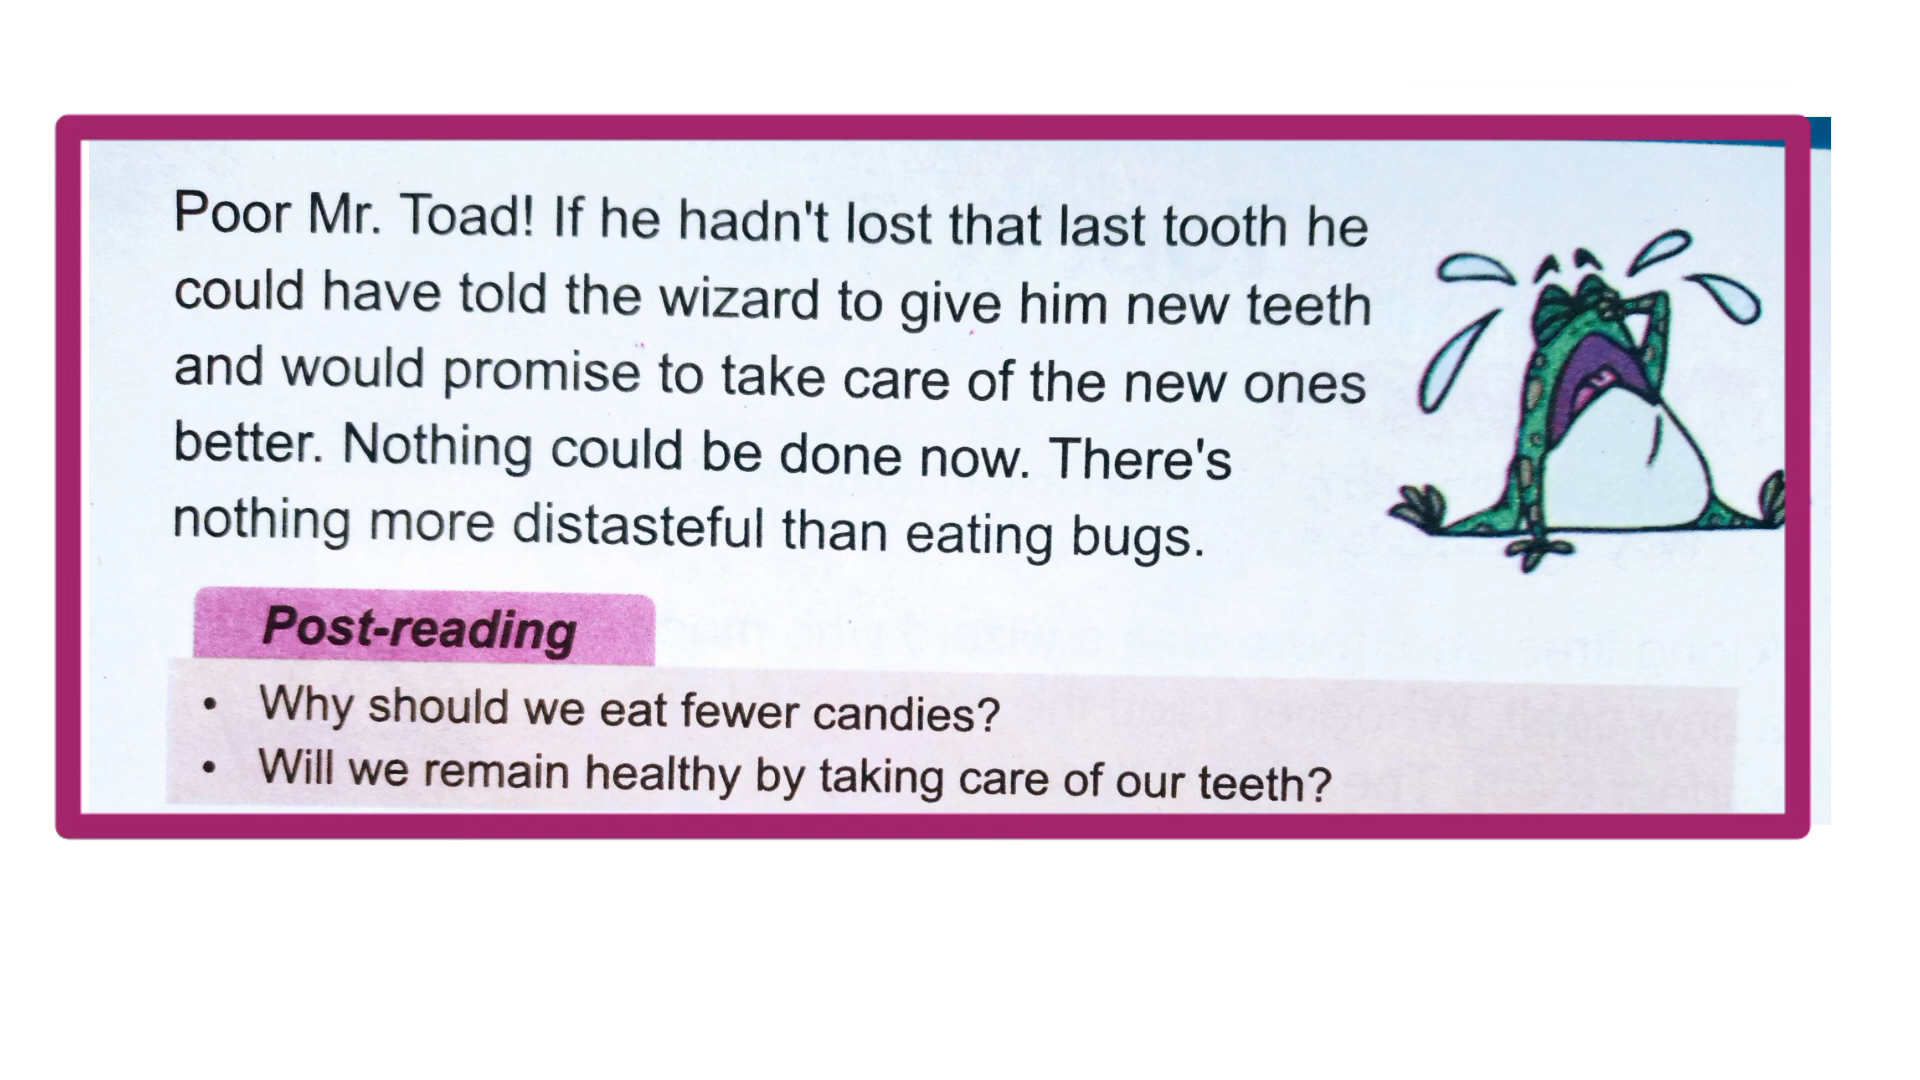 Poor Mr. Toad! If he hadn't lost that last tooth he
could have told the wizard to give him new teeth
and would promise to take care of the new ones
better. Nothing could be done now. There's
nothing more distasteful than eating bugs.
Post-reading
• Why should we eat fewer candies?
• Will we remain healthy by taking care of our teeth?